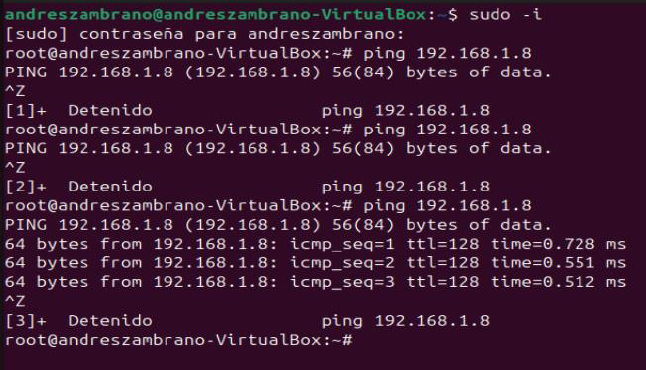 andreszambrano@andreszambrano-VirtualBox:~$ sudo -i
[sudo] contraseña para andreszambrano:
root@andreszambrano-VirtualBox:~# ping 192.168.1.8
PING 192.168.1.8 (192.168.1.8) 56(84) bytes of data.
^Z
[1]+  Detenido                 ping 192.168.1.8
root@andreszambrano-VirtualBox:~# ping 192.168.1.8
PING 192.168.1.8 (192.168.1.8) 56(84) bytes of data.
^Z
[2]+  Detenido                 ping 192.168.1.8
root@andreszambrano-VirtualBox:~# ping 192.168.1.8
PING 192.168.1.8 (192.168.1.8) 56(84) bytes of data.
64 bytes from 192.168.1.8: icmp_seq=1 ttl=128 time=0.728 ms
64 bytes from 192.168.1.8: icmp_seq=2 ttl=128 time=0.551 ms
64 bytes from 192.168.1.8: icmp_seq=3 ttl=128 time=0.512 ms
^Z
[3]+  Detenido                 ping 192.168.1.8
root@andreszambrano-VirtualBox:~#